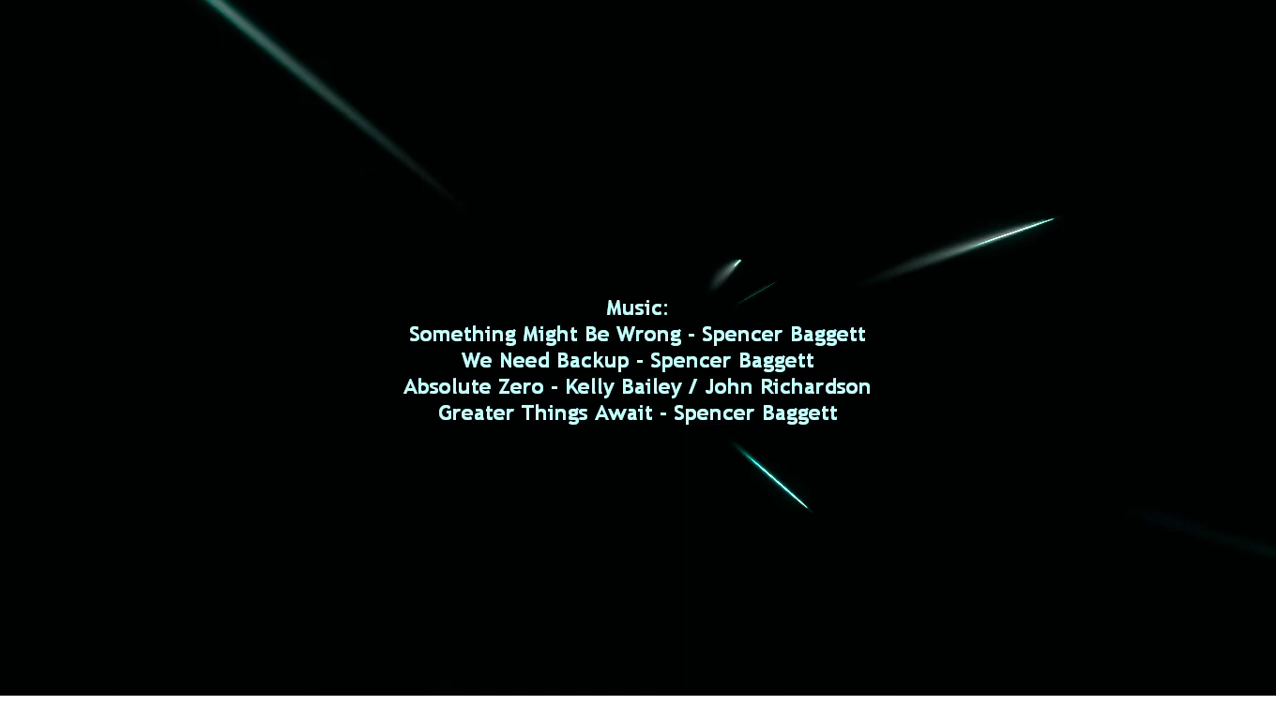 Music:
Something Might Be Wrong - Spencer Baggett
We Need Backup - Spencer Baggett
Absolute Zero - Kelly Bailey / John Richardson
Greater Things Await - Spencer Baggett